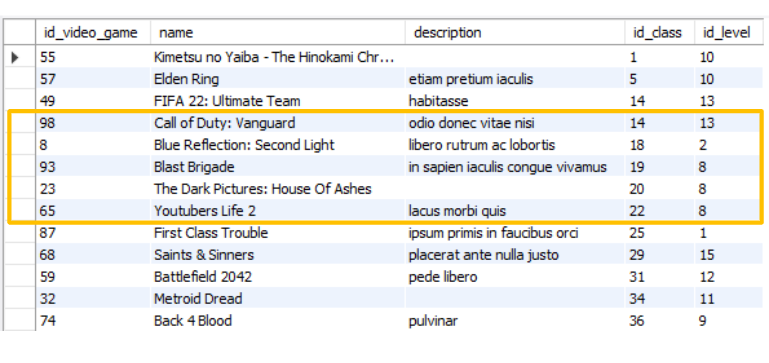 id_video_game name description id_class id_level
55 Kimetsu no Yaiba - The Hinokami Chr... 1 10
57 Elden Ring etiam pretium iaculis 5 10
49 FIFA 22: Ultimate Team habitasse 14 13
98 Call of Duty: Vanguard odio donec vitae nisi 14 13
8 Blue Reflection: Second Light libero rutrum ac lobortis 18 2
93 Blast Brigade in sapien iaculis congue vivamus 19 8
23 The Dark Pictures: House Of Ashes 20 8
65 Youtubers Life 2 lacus morbi quis 22 8
87 First Class Trouble ipsum primis in faucibus orci 25 1
68 Saints & Sinners placerat ante nulla justo 29 15
59 Battlefield 2042 pede libero 31 12
32 Metroid Dread 34 11
74 Back 4 Blood pulvinar 36 9